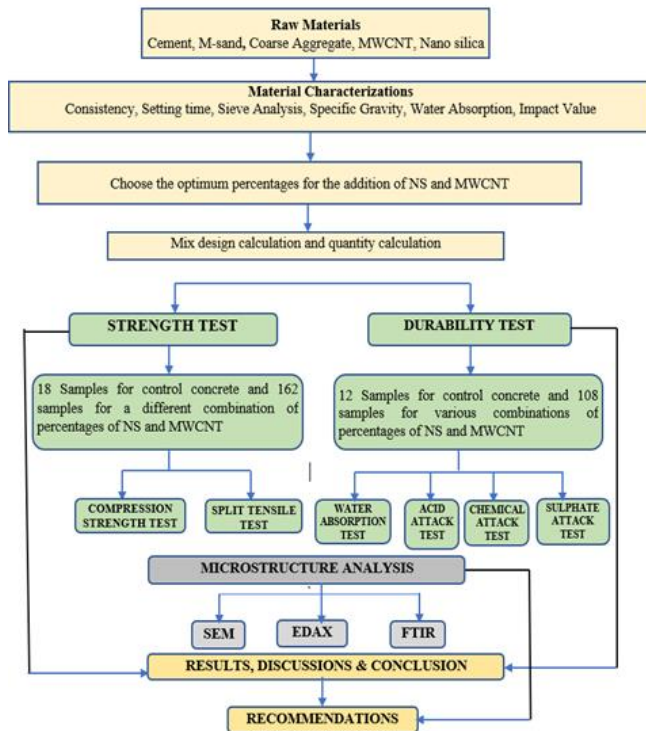 Raw Materials
Cement, M-sand, Coarse Aggregate, MWCNT, Nano silica
Material Characterizations
Consistency, Setting time, Sieve Analysis, Specific Gravity, Water Absorption, Impact Value
Choose the optimum percentages for the addition of NS and MWCNT
Mix design calculation and quantity calculation
STRENGTH TEST
DURABILITY TEST
18 Samples for control concrete and 162
samples for a different combination of
percentages of NS and MWCNT
12 Samples for control concrete and 108
samples for various combinations of
percentages of NS and MWCNT
COMPRESSION
STRENGTH TEST
SPLIT TENSILE
TEST
WATER
ABSORPTION
TEST
ACID
ATTACK
TEST
CHEMICAL
ATTACK
TEST
SULPHATE
ATTACK
TEST
MICROSTRUCTURE ANALYSIS
SEM
EDAX
FTIR
RESULTS, DISCUSSIONS & CONCLUSION
RECOMMENDATIONS